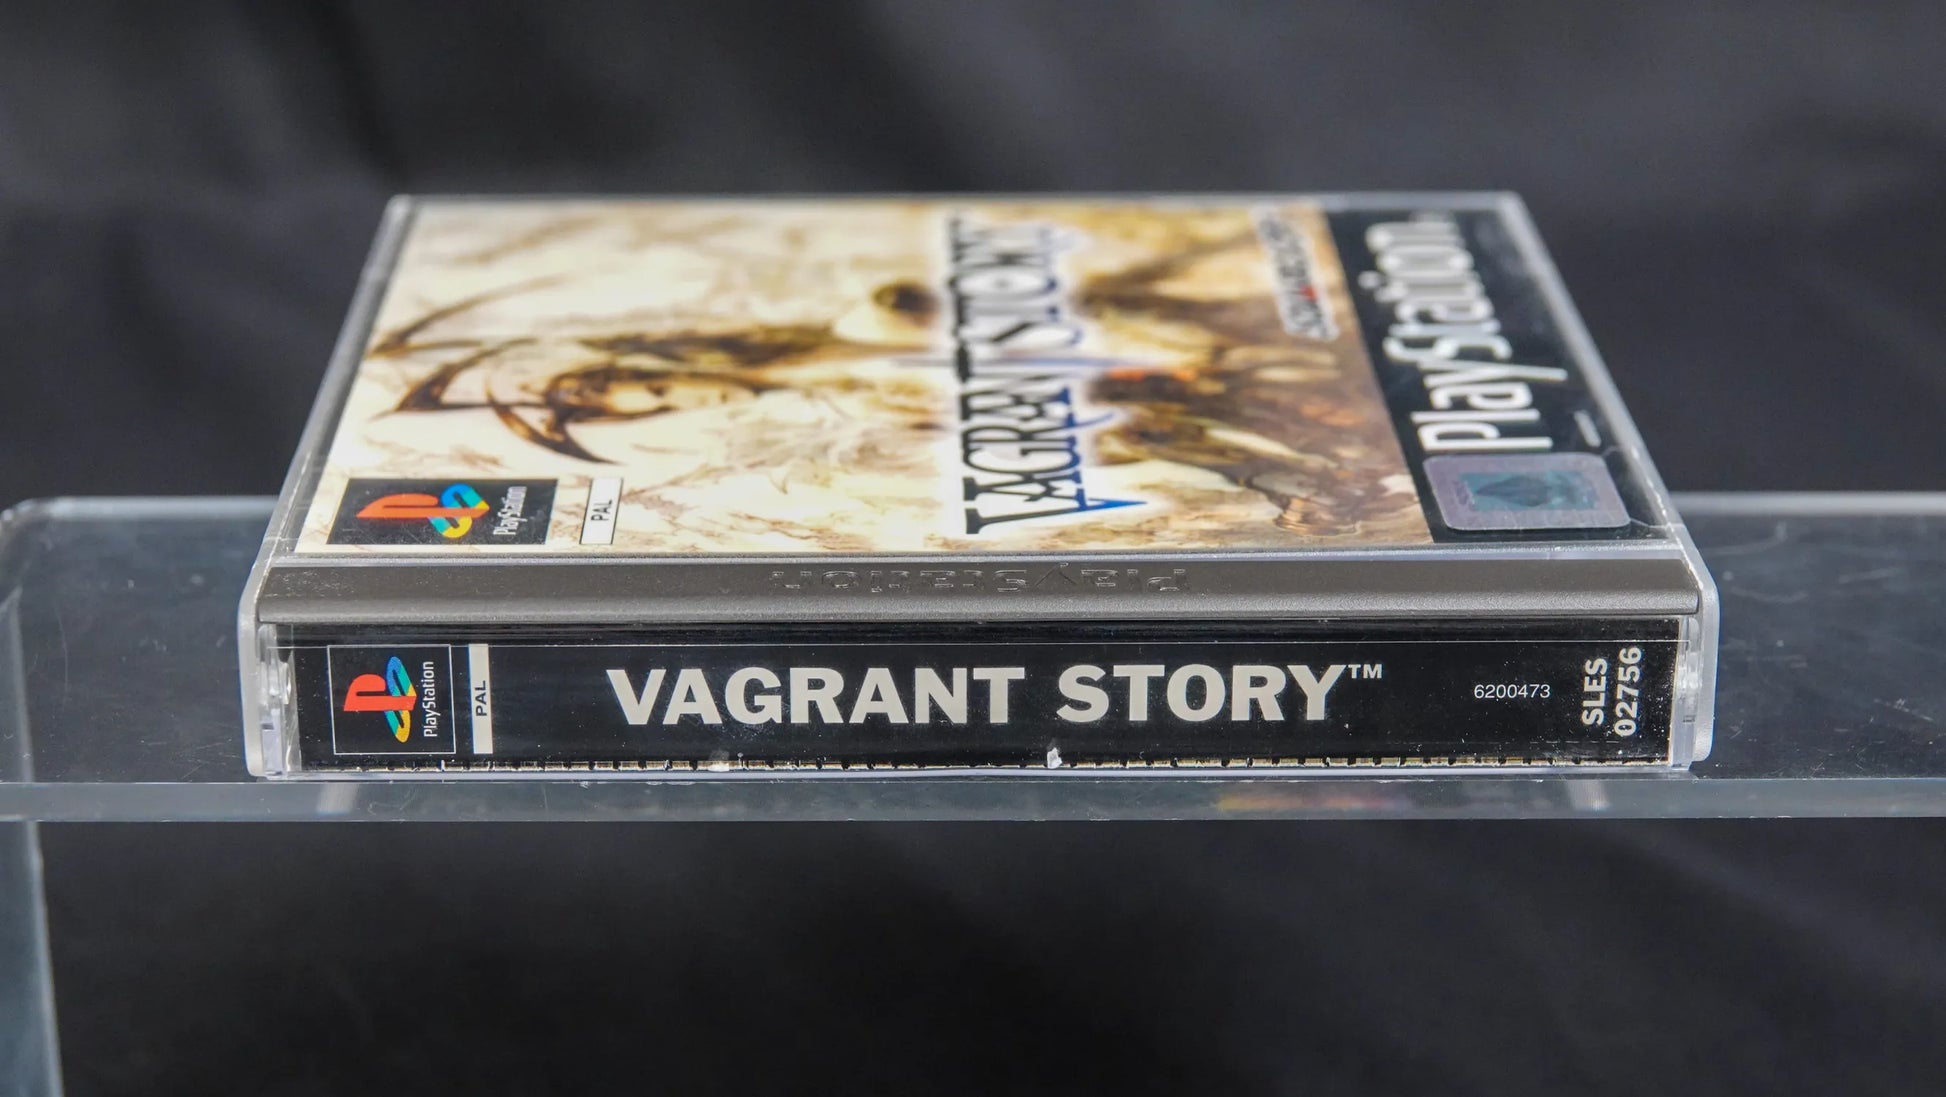 PlayStation
SQUARESOFT
VAGRANT STORY
PlayStation
PAL
PlayStation
PlayStation
PAL
VAGRANT STORY™
6200473
SLES
02756